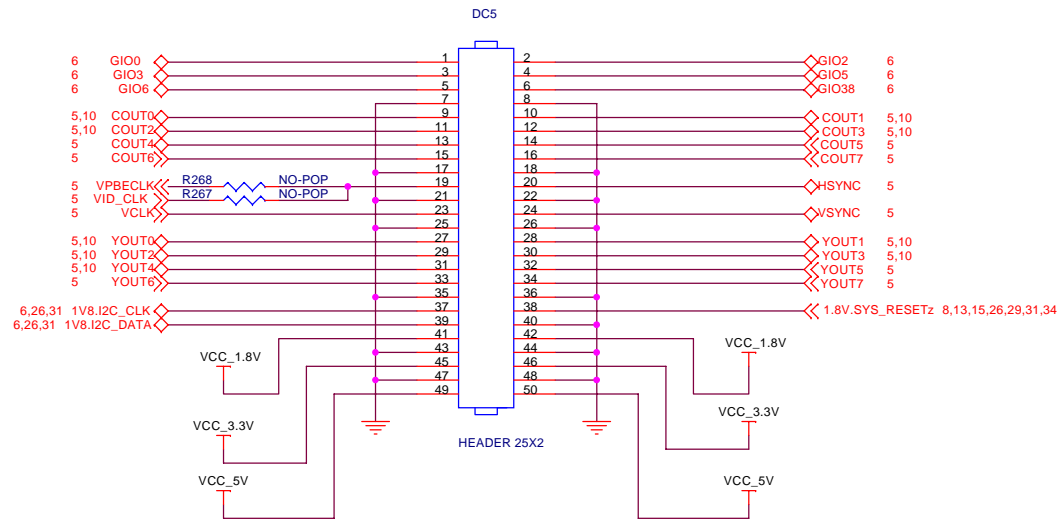 DC5
6 GIO0 1 2 GIO2 6
6 GIO3 3 4 GIO5 6
6 GIO6 5 6 GIO38 6
7 8
5,10 COUT0 9 10 COUT1 5,10
5,10 COUT2 11 12 COUT3 5,10
5 COUT4 13 14 COUT5 5
5 COUT6 15 16 COUT7 5
17 18
5 VPBECLK R268 NO-POP 19 20 HSYNC 5
5 VID_CLK R267 NO-POP 21 22
5 VCLK 23 24 VSYNC 5
25 26
5,10 YOUT0 27 28 YOUT1 5,10
5,10 YOUT2 29 30 YOUT3 5,10
5,10 YOUT4 31 32 YOUT5 5
5 YOUT6 33 34 YOUT7 5
35 36
6,26,31 1V8.I2C_CLK 37 38 1.8V.SYS_RESETz 8,13,15,26,29,31,34
6,26,31 1V8.I2C_DATA 39 40
41 42
VCC_1.8V 43 44 VCC_1.8V
45 46
47 48
49 50
VCC_3.3V VCC_3.3V
HEADER 25X2
VCC_5V VCC_5V